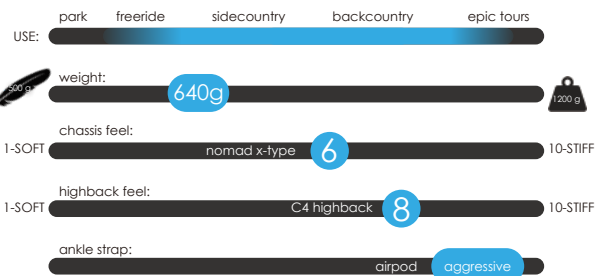 park freeride sidecountry backcountry epic tours
USE:
weight:
500 g 640g 1200 g
chassis feel:
1-SOFT nomad x-type 6 10-STIFF
highback feel:
1-SOFT C4 highback 8 10-STIFF
ankle strap:
airpod aggressive